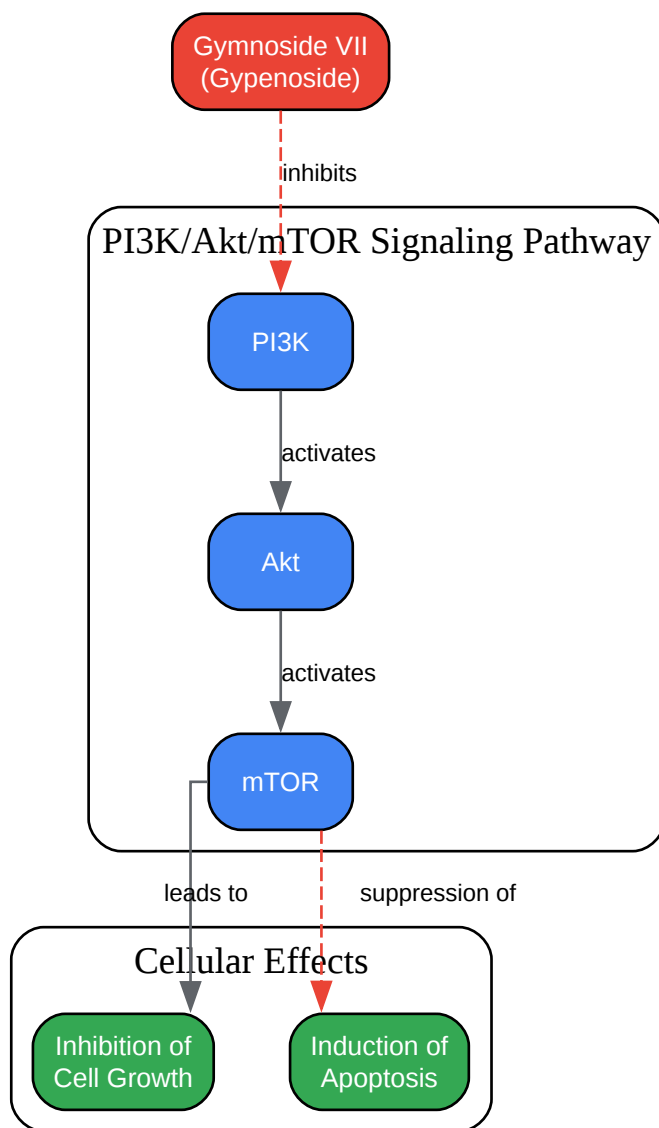 Gymnoside VII
(Gypenoside)
inhibits
PI3K/Akt/mTOR Signaling Pathway
PI3K
activates
Akt
activates
mTOR
leads to
suppression of
Cellular Effects
Inhibition of
Cell Growth
Induction of
Apoptosis